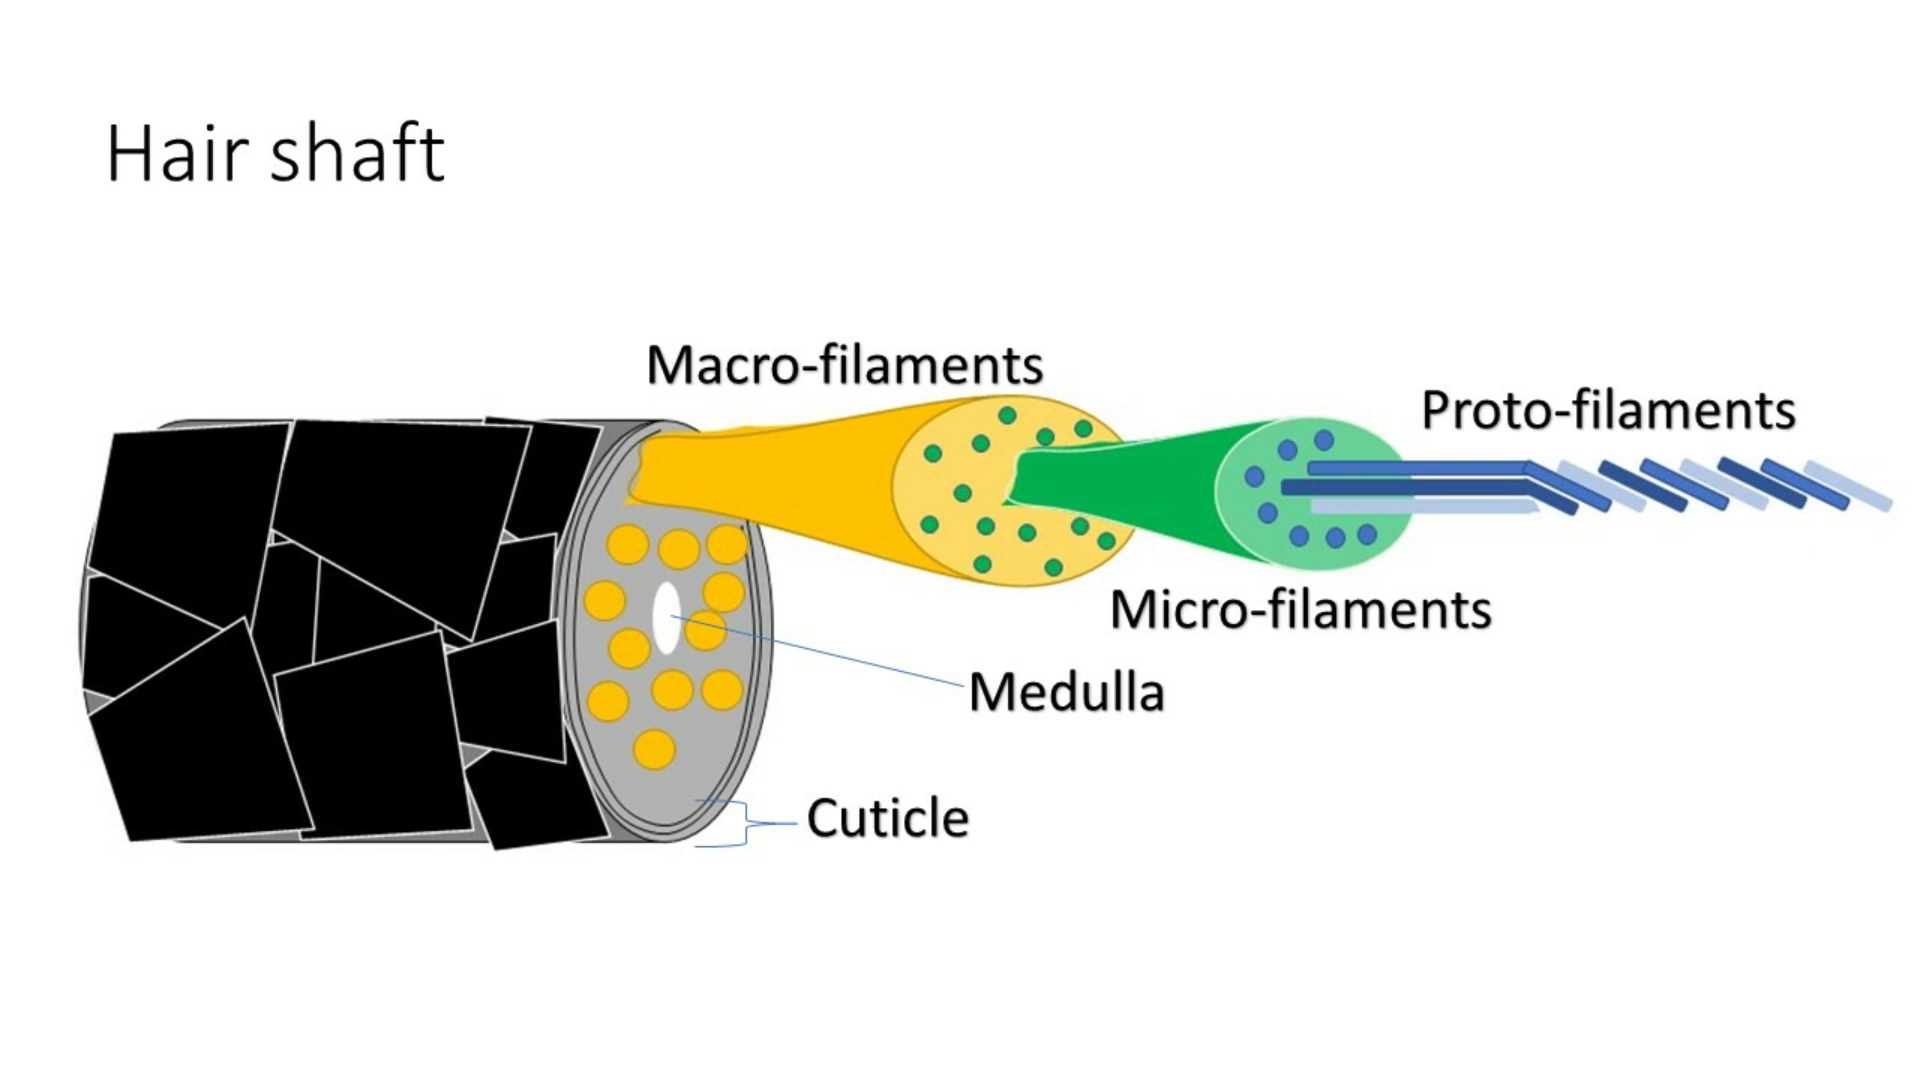 Hair shaft
Macro-filaments
Proto-filaments
Micro-filaments
Medulla
Cuticle